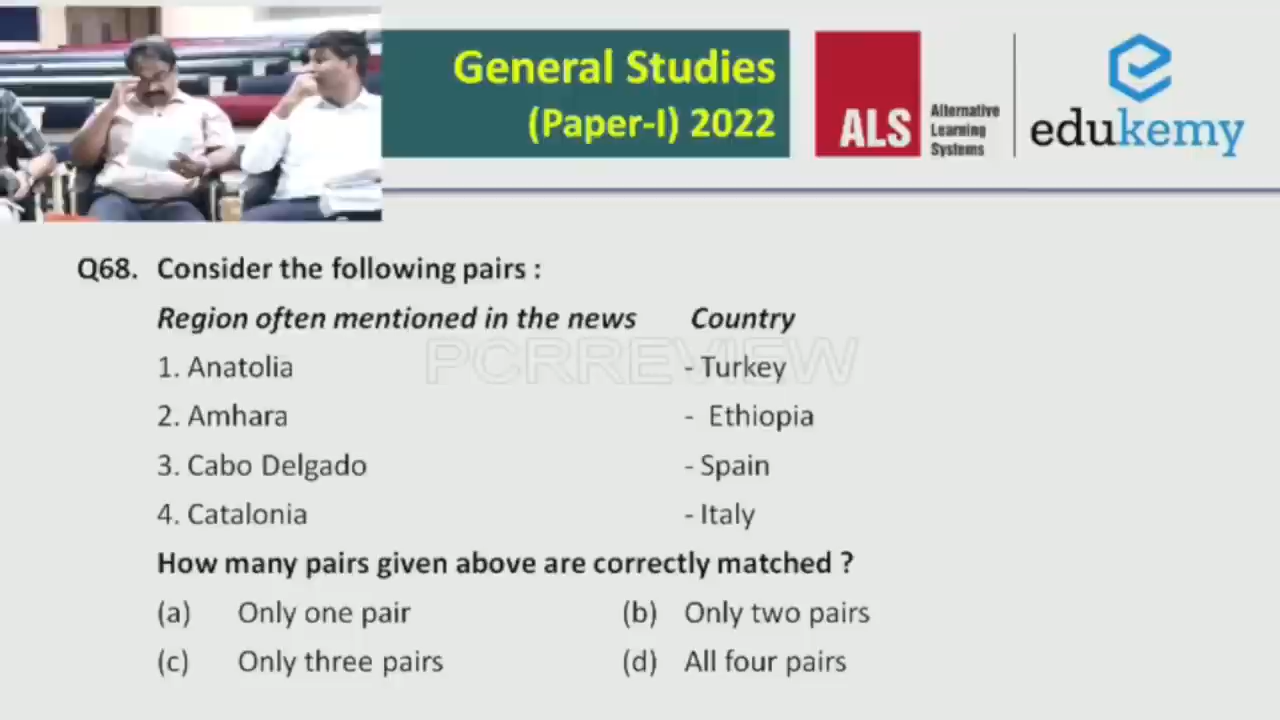 General Studies
(Paper-I) 2022
ALS
Alternative
Learning
Systems
edukemy
Q68. Consider the following pairs :
Region often mentioned in the news Country
PCRREVIEW
1. Anatolia - Turkey
2. Amhara - Ethiopia
3. Cabo Delgado - Spain
4. Catalonia - Italy
How many pairs given above are correctly matched ?
(a) Only one pair (b) Only two pairs
(c) Only three pairs (d) All four pairs